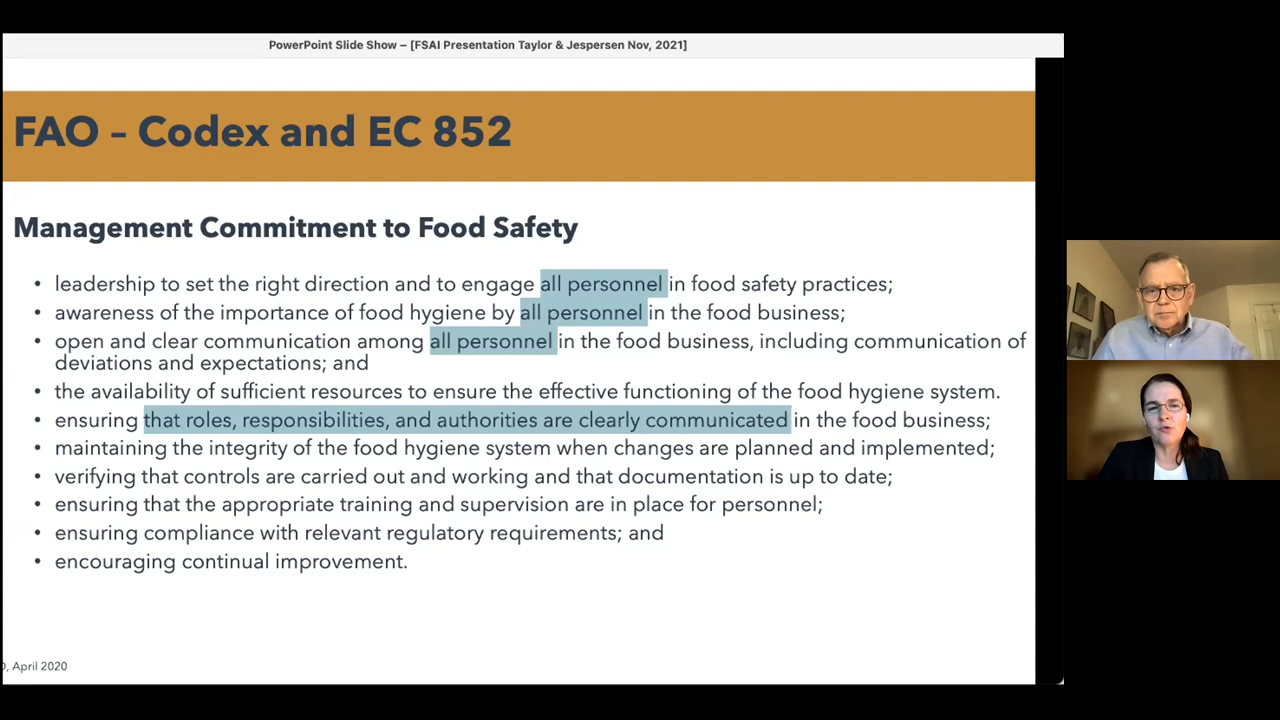 PowerPoint Slide Show – [FSAI Presentation Taylor & Jespersen Nov, 2021]
FAO – Codex and EC 852
Management Commitment to Food Safety
• leadership to set the right direction and to engage all personnel in food safety practices;
• awareness of the importance of food hygiene by all personnel in the food business;
• open and clear communication among all personnel in the food business, including communication of
deviations and expectations; and
• the availability of sufficient resources to ensure the effective functioning of the food hygiene system.
• ensuring that roles, responsibilities, and authorities are clearly communicated in the food business;
• maintaining the integrity of the food hygiene system when changes are planned and implemented;
• verifying that controls are carried out and working and that documentation is up to date;
• ensuring that the appropriate training and supervision are in place for personnel;
• ensuring compliance with relevant regulatory requirements; and
• encouraging continual improvement.
, April 2020